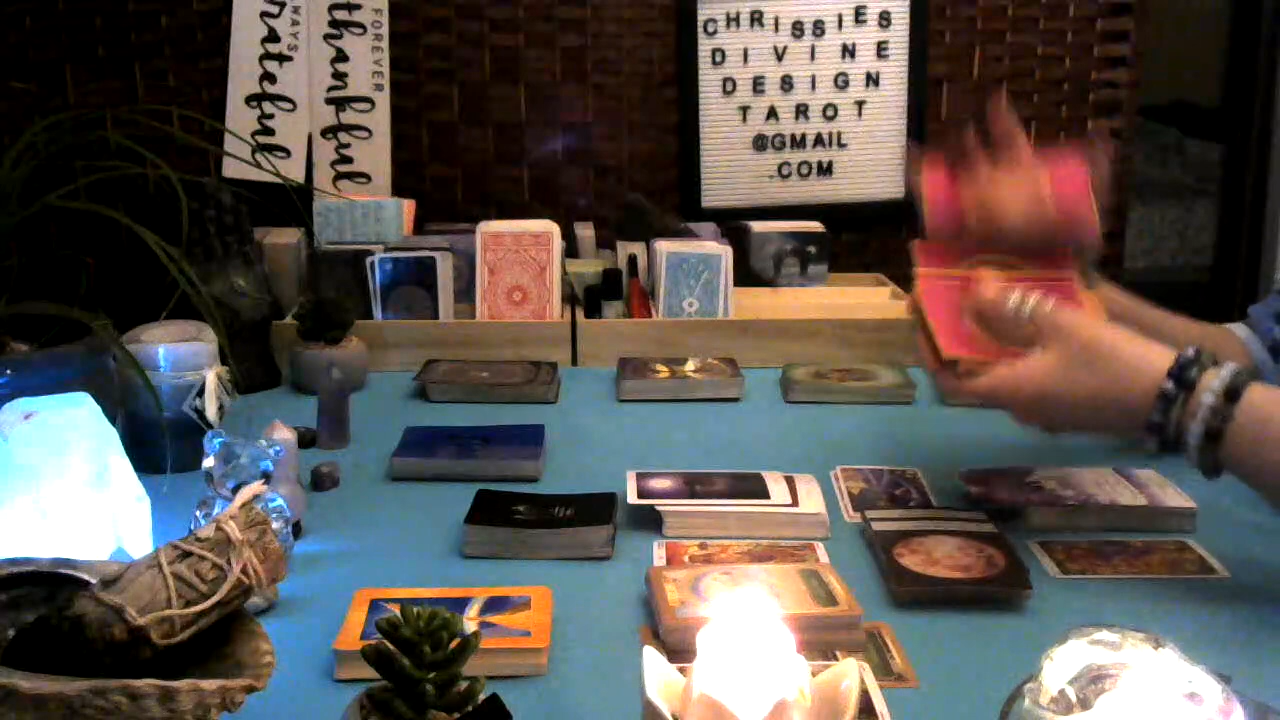 ALWAYS
grateful
FOREVER
thankful
CHRISSIES
DIVINE
DESIGN
TAROT
@GMAIL
.COM